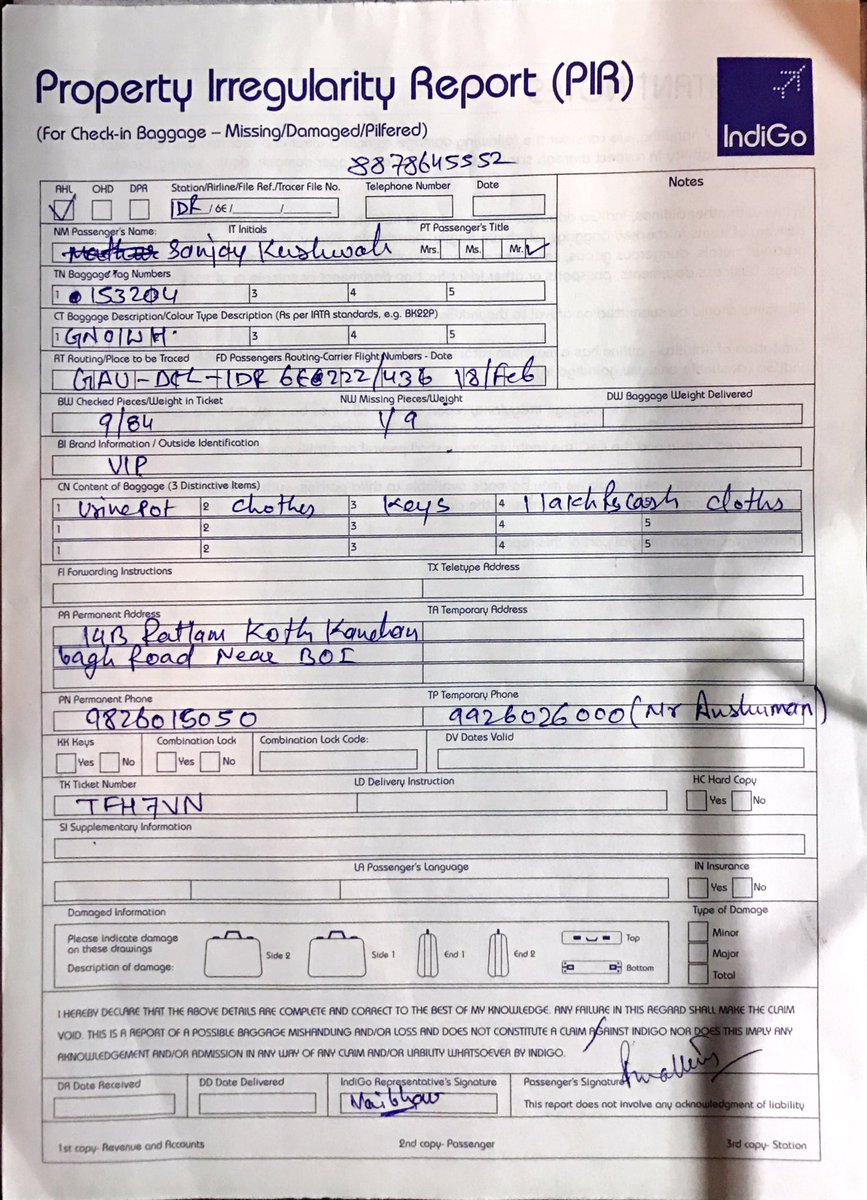 Property Irregularity Report (PIR)
IndiGo
(For Check-in Baggage – Missing/Damaged/Pilfered)
8878645552
AHL OHD DPR Station/Airline/File Ref./Tracer File No. Telephone Number Date Notes
IDR / 6E / / /
NM Passenger's Name: IT Initials PT Passenger's Title
Sanjay Kushwah Mrs. Ms. Mr. ✓
TN Baggage Tag Numbers
1 0153204 3 4 5
CT Baggage Description/Colour Type Description (As per IATA standards, e.g. BK22P)
1 GN01WH. 3 4 5
RT Routing/Place to be Traced FD Passengers Routing-Carrier Flight Numbers - Date
GAU-DEL-IDR 6E 222/436 18/Feb
BW Checked Pieces/Weight in Ticket NW Missing Pieces/Weight DW Baggage Weight Delivered
9/84 1/9
BI Brand Information / Outside Identification
VIP
CN Content of Baggage (3 Distinctive Items)
1 Urine Pot 2 Chothes 3 Keys 4 1 lakh Rs Cash Cloths
1 2 3 4 5
1 2 3 4 5
FI Forwarding Instructions TX Teletype Address
PA Permanent Address TA Temporary Address
14B Ratlam Koth Kanchan
bagh Road Near BOI
PN Permanent Phone TP Temporary Phone
9826015050 9926026000 (Mr Anshuman)
KK Keys Combination Lock Combination Lock Code: DV Dates Valid
Yes No Yes No
TK Ticket Number LD Delivery Instruction HC Hard Copy
TFH7VN Yes No
SI Supplementary Information
LA Passenger's Language IN Insurance
Yes No
Damaged Information Type of Damage
Please indicate damage on these drawings Side 2 Side 1 End 1 End 2 Top Minor
Description of damage: Bottom Major
Total
I HEREBY DECLARE THAT THE ABOVE DETAILS ARE COMPLETE AND CORRECT TO THE BEST OF MY KNOWLEDGE. ANY FAILURE IN THIS REGARD SHALL MAKE THE CLAIM
VOID. THIS IS A REPORT OF A POSSIBLE BAGGAGE MISHANDLING AND/OR LOSS AND DOES NOT CONSTITUTE A CLAIM AGAINST INDIGO NOR DOES THIS IMPLY ANY
AKNOWLEDGEMENT AND/OR ADMISSION IN ANY WAY OF ANY CLAIM AND/OR LIABILITY WHATSOEVER BY INDIGO.
DR Date Received DD Date Delivered IndiGo Representative's Signature Passenger's Signature
Vaibhav
This report does not involve any acknowledgment of liability
1st copy- Revenue and Accounts 2nd copy- Passenger 3rd copy- Station